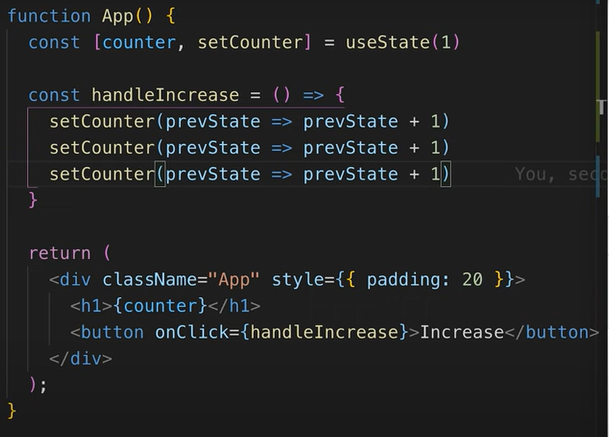 function App() {
  const [counter, setCounter] = useState(1)

  const handleIncrease = () => {
    setCounter(prevState => prevState + 1)
    setCounter(prevState => prevState + 1)
    setCounter(prevState => prevState + 1) You,
  }

  return (
    <div className="App" style={{ padding: 20 }}>
      <h1>{counter}</h1>
      <button onClick={handleIncrease}>Increase</button>
    </div>
  );
}